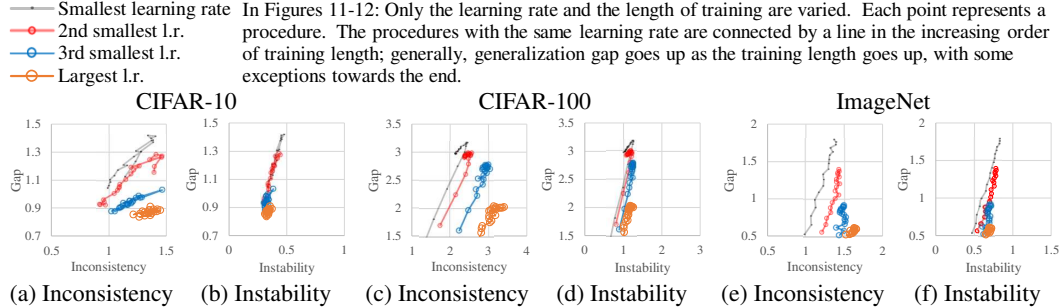 Smallest learning rate
2nd smallest l.r.
3rd smallest l.r.
Largest l.r.
In Figures 11-12: Only the learning rate and the length of training are varied. Each point represents a
procedure. The procedures with the same learning rate are connected by a line in the increasing order
of training length; generally, generalization gap goes up as the training length goes up, with some
exceptions towards the end.
CIFAR-10
CIFAR-100
ImageNet
Gap
1.5
1.3
1.1
0.9
0.7
0.5
1
1.5
Inconsistency
(a) Inconsistency
Gap
1.5
1.3
1.1
0.9
0.7
0
0.5
1
Instability
(b) Instability
Gap
3.5
3
2.5
2
1.5
1
2
3
4
Inconsistency
(c) Inconsistency
Gap
3.5
3
2.5
2
1.5
0
1
2
3
Instability
(d) Instability
Gap
2
1.5
1
0.5
0.5
1
1.5
2
Inconsistency
(e) Inconsistency
Gap
2
1.5
1
0.5
0
0.5
1
1.5
Instability
(f) Instability